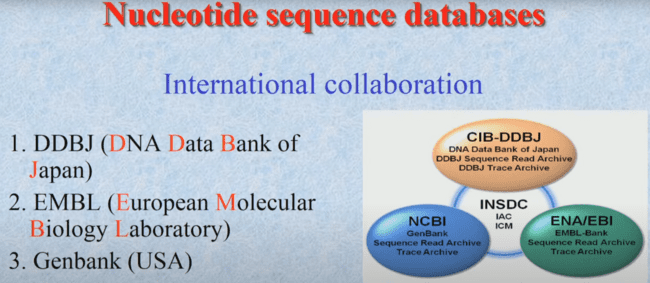 Nucleotide sequence databases
International collaboration
1. DDBJ (DNA Data Bank of
Japan)
2. EMBL (European Molecular
Biology Laboratory)
3. Genbank (USA)
CIB-DDBJ
DNA Data Bank of Japan
DDBJ Sequence Read Archive
DDBJ Trace Archive
INSDC
IAC
ICM
NCBI
GenBank
Sequence Read Archive
Trace Archive
ENA/EBI
EMBL-Bank
Sequence Read Archive
Trace Archive